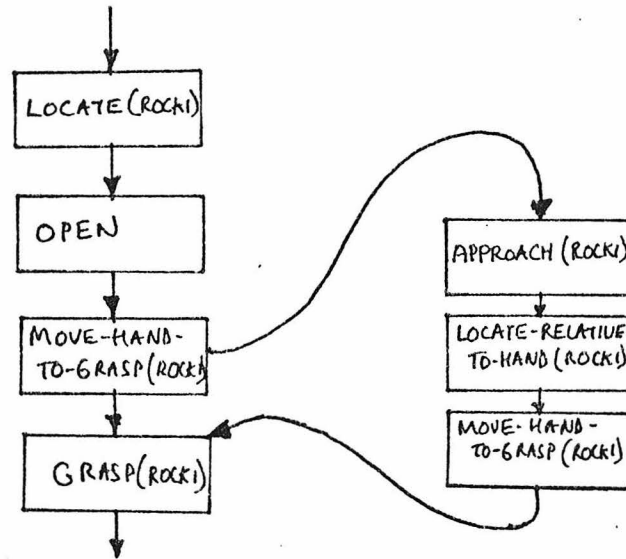 LOCATE(ROCK1)
OPEN
MOVE-HAND-
TO-GRASP(ROCK1)
GRASP(ROCK1)
APPROACH(ROCK1)
LOCATE-RELATIVE
TO-HAND(ROCK1)
MOVE-HAND-
TO-GRASP(ROCK1)